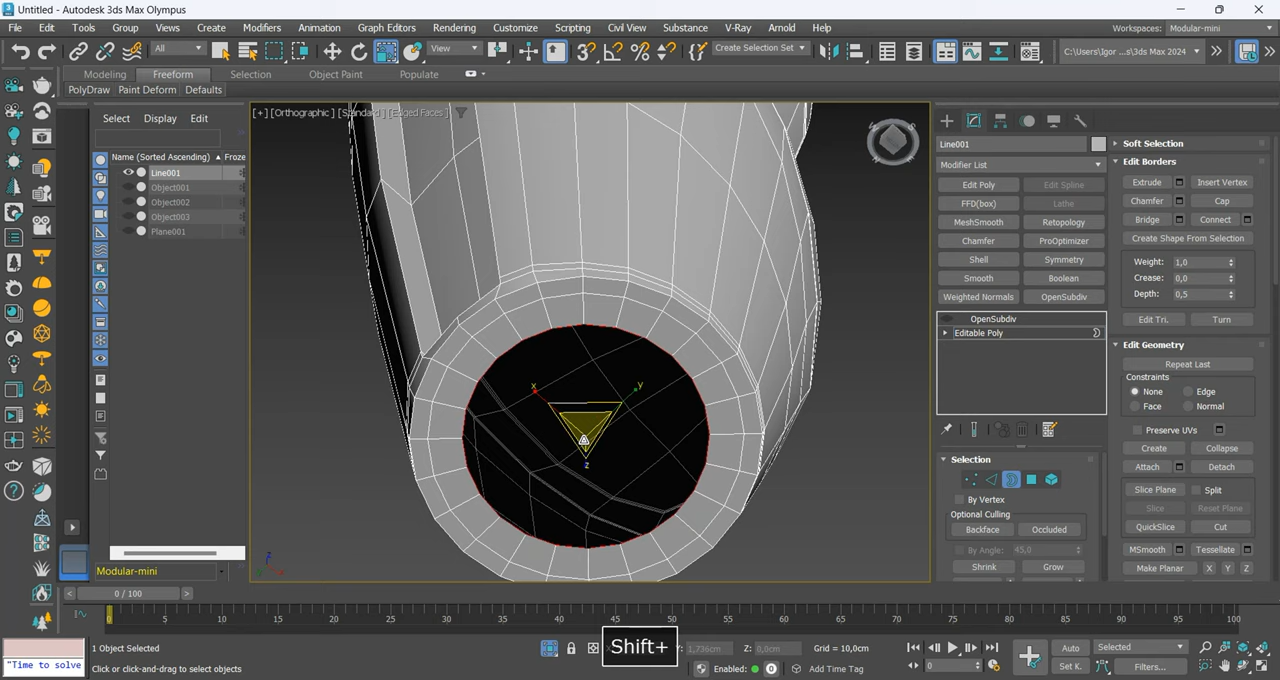 Untitled - Autodesk 3ds Max Olympus
File Edit Tools Group Views Create Modifiers Animation Graph Editors Rendering Customize Scripting Civil View Substance V-Ray Arnold Help
Workspaces: Modular-mini
All View Create Selection Set C:\Users\Igor ...s\3ds Max 2024
Modeling Freeform Selection Object Paint Populate
PolyDraw Paint Deform Defaults
Select Display Edit
Name (Sorted Ascending) Froze
Line001
Object001
Object002
Object003
Plane001
Modular-mini
[+] [Orthographic ] [Standard ] [Edged Faces ]
x
y
z
z
Line001
Modifier List
Edit Poly Edit Spline
FFD(box) Lathe
MeshSmooth Retopology
Chamfer ProOptimizer
Shell Symmetry
Smooth Boolean
Weighted Normals OpenSubdiv
OpenSubdiv
Editable Poly
Selection
By Vertex
Optional Culling
Backface Occluded
By Angle: 45,0
Shrink Grow
Soft Selection
Edit Borders
Extrude Insert Vertex
Chamfer Cap
Bridge Connect
Create Shape From Selection
Weight: 1,0
Crease: 0,0
Depth: 0,5
Edit Tri. Turn
Edit Geometry
Repeat Last
Constraints
None Edge
Face Normal
Preserve UVs
Create Collapse
Attach Detach
Slice Plane Split
Slice Reset Plane
QuickSlice Cut
MSmooth Tessellate
Make Planar X Y Z
0 / 100
0 5 10 15 20 25 30 35 40 45 50 55 60 65 70 75 80 85 90 95 100
"Time to solve
1 Object Selected
Click or click-and-drag to select objects
Shift+
Y: 1,736cm Z: 0,0cm Grid = 10,0cm
Enabled: 0 Add Time Tag
0
Auto Selected
Set K. Filters...